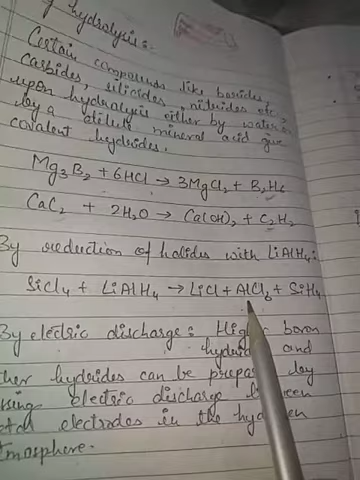 By hydrolysis:
Certain compounds like borides,
carbides, silicides, nitrides etc,
upon hydrolysis either by water or
by a dilute mineral acid give
covalent hydrides.
Mg₃B₂ + 6HCl → 3MgCl₂ + B₂H₆
CaC₂ + 2H₂O → Ca(OH)₂ + C₂H₂
By reduction of halides with LiAlH₄:
SiCl₄ + LiAlH₄ → LiCl + AlCl₃ + SiH₄
By electric discharge: Higher boron
hydrides and
other hydrides can be prepared by
using electric discharge between
metal electrodes in the hydrogen
atmosphere.